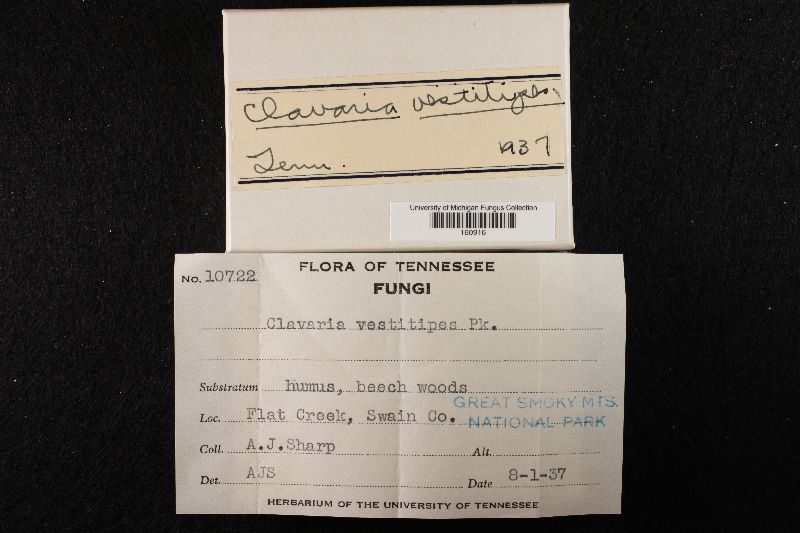 Clavaria vestitipes,
Tenn. 1937
University of Michigan Fungus Collection
160916
No. 10722
FLORA OF TENNESSEE
FUNGI
Clavaria vestitipes Pk.
Substratum humus, beech woods
Loc. Flat Creek, Swain Co.
GREAT SMOKY MTS.
NATIONAL PARK
Coll. A.J.Sharp Alt.
Det. AJS Date 8-1-37
HERBARIUM OF THE UNIVERSITY OF TENNESSEE